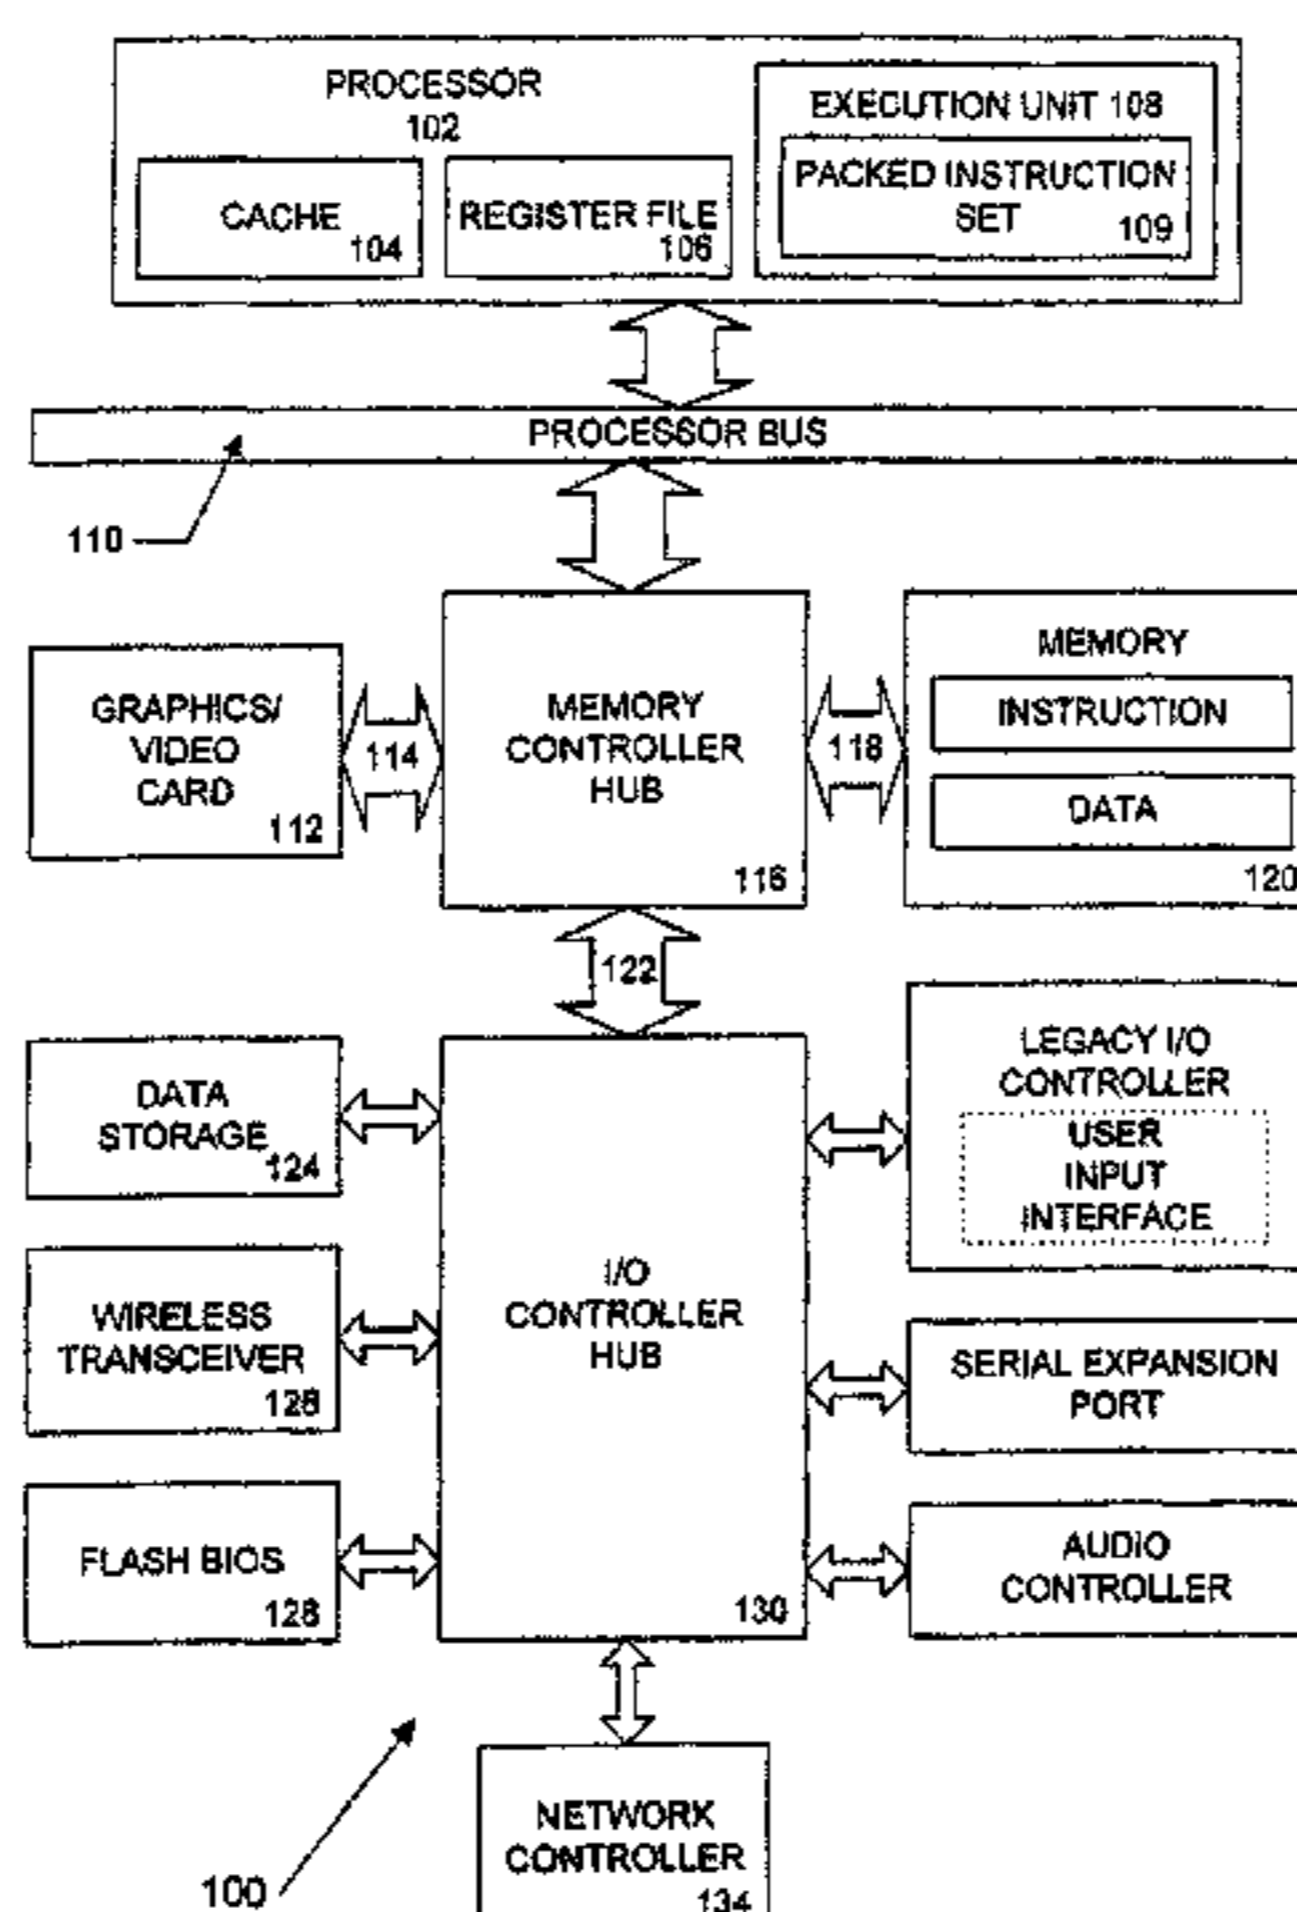 PROCESSOR
102
CACHE
104
REGISTER FILE
106
EXECUTION UNIT 108
PACKED INSTRUCTION
SET
109
PROCESSOR BUS
110
GRAPHICS/
VIDEO
CARD
112
114
MEMORY
CONTROLLER
HUB
116
118
MEMORY
INSTRUCTION
DATA
120
122
DATA
STORAGE
124
WIRELESS
TRANSCEIVER
126
FLASH BIOS
128
I/O
CONTROLLER
HUB
130
LEGACY I/O
CONTROLLER
USER
INPUT
INTERFACE
SERIAL EXPANSION
PORT
AUDIO
CONTROLLER
NETWORK
CONTROLLER
134
100